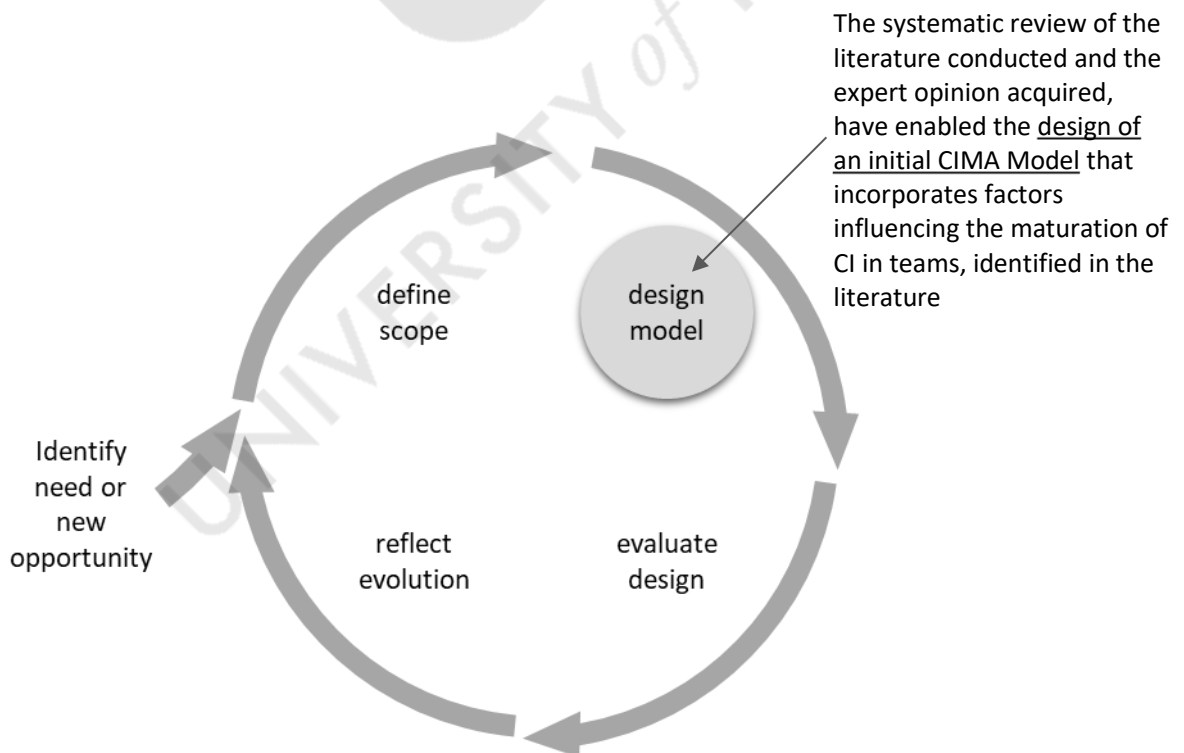 The systematic review of the
literature conducted and the
expert opinion acquired,
have enabled the design of
an initial CIMA Model that
incorporates factors
influencing the maturation of
CI in teams, identified in the
literature
define
scope
design
model
Identify
need or
new
opportunity
reflect
evolution
evaluate
design
UNIVERSITY of